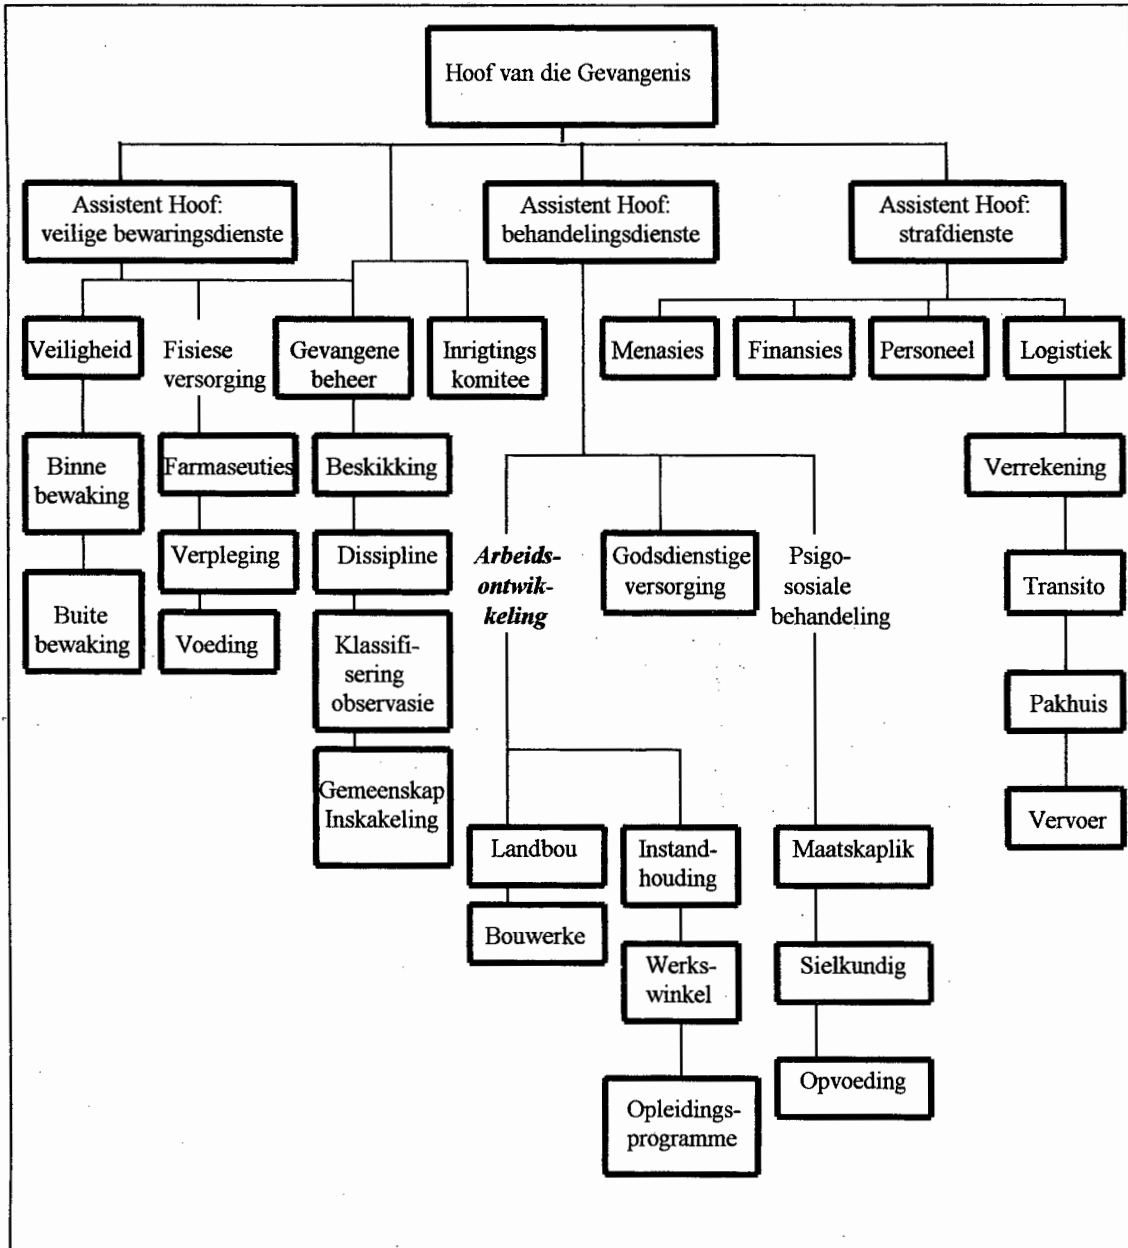 Hoof van die Gevangenis
Assistent Hoof:
veilige bewaringsdienste
Assistent Hoof:
behandelingsdienste
Assistent Hoof:
strafdienste
Veiligheid
Fisiese
versorging
Gevangene
beheer
Inrigtings
komitee
Menasies
Finansies
Personeel
Logistiek
Binne
bewaking
Farmaseuties
Beskikking
Verrekening
Buite
bewaking
Verpleging
Voeding
Dissipline
Klassifi-
sering
observasie
Gemeenskap
Inskakeling
Arbeids-
ontwik-
keling
Godsdienstige
versorging
Psigo-
sosiale
behandeling
Transito
Pakhuis
Vervoer
Landbou
Bouwerke
Instand-
houding
Werks-
winkel
Opleidings-
programme
Maatskaplik
Sielkundig
Opvoeding